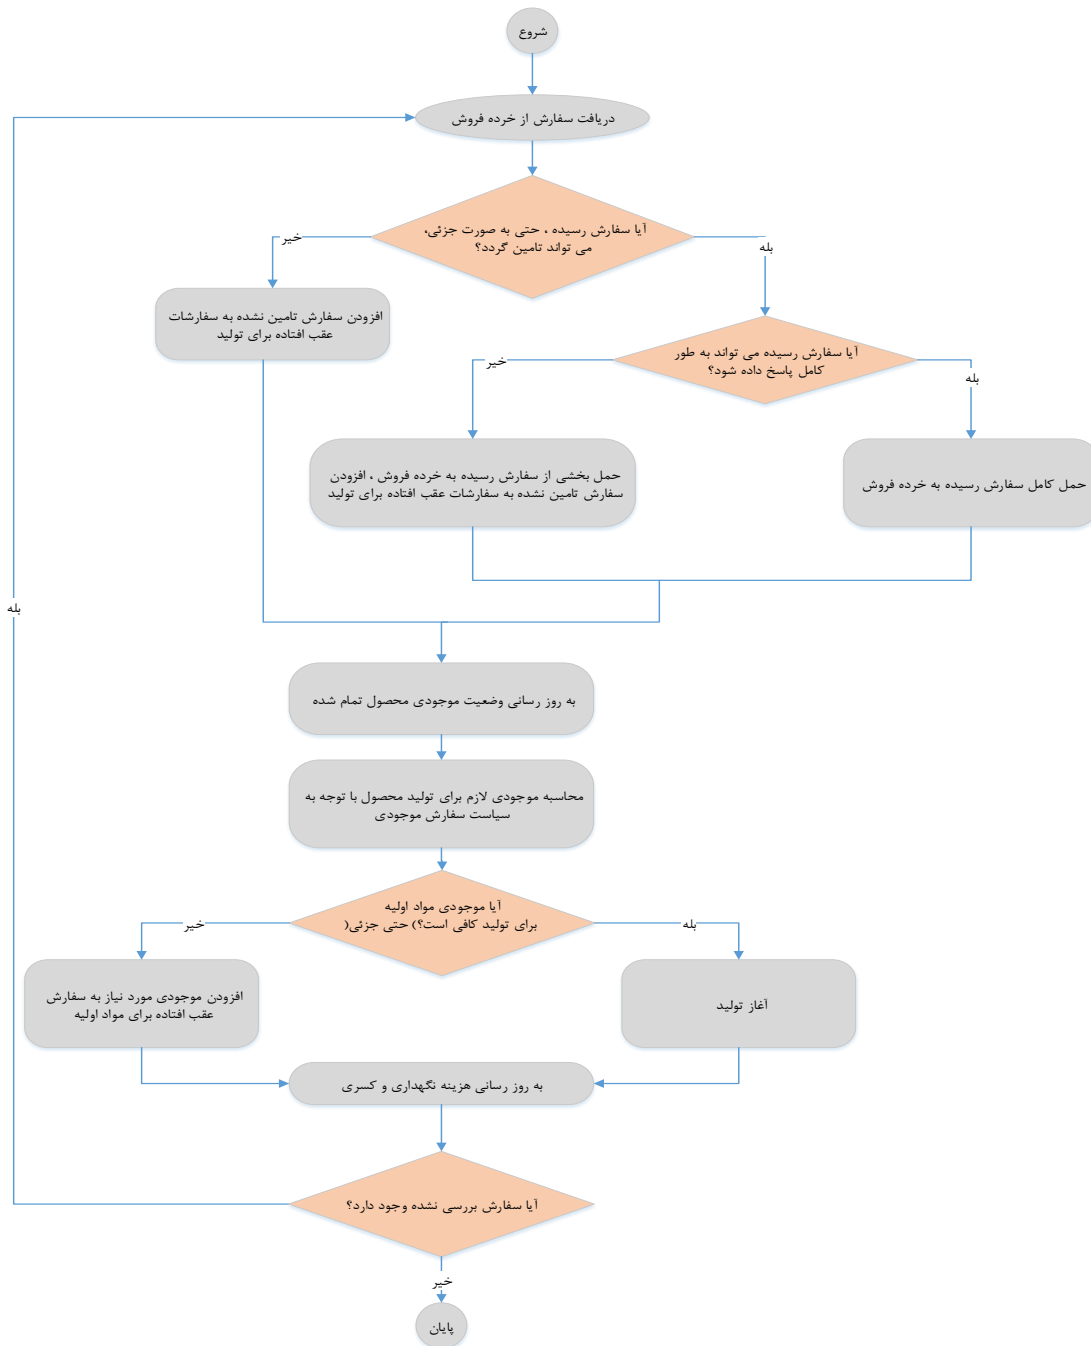 شروع
دریافت سفارش از خرده فروش
آیا سفارش رسیده ، حتی به صورت جزئی،
می تواند تامین گردد؟
خیر
بله
افزودن سفارش تامین نشده به سفارشات
عقب افتاده برای تولید
آیا سفارش رسیده می تواند به طور
کامل پاسخ داده شود؟
خیر
بله
حمل بخشی از سفارش رسیده به خرده فروش ، افزودن
سفارش تامین نشده به سفارشات عقب افتاده برای تولید
حمل کامل سفارش رسیده به خرده فروش
بله
به روز رسانی وضعیت موجودی محصول تمام شده
محاسبه موجودی لازم برای تولید محصول با توجه به
سیاست سفارش موجودی
آیا موجودی مواد اولیه
برای تولید کافی است؟) حتی جزئی(
خیر
بله
افزودن موجودی مورد نیاز به سفارش
عقب افتاده برای مواد اولیه
آغاز تولید
به روز رسانی هزینه نگهداری و کسری
آیا سفارش بررسی نشده وجود دارد؟
خیر
پایان